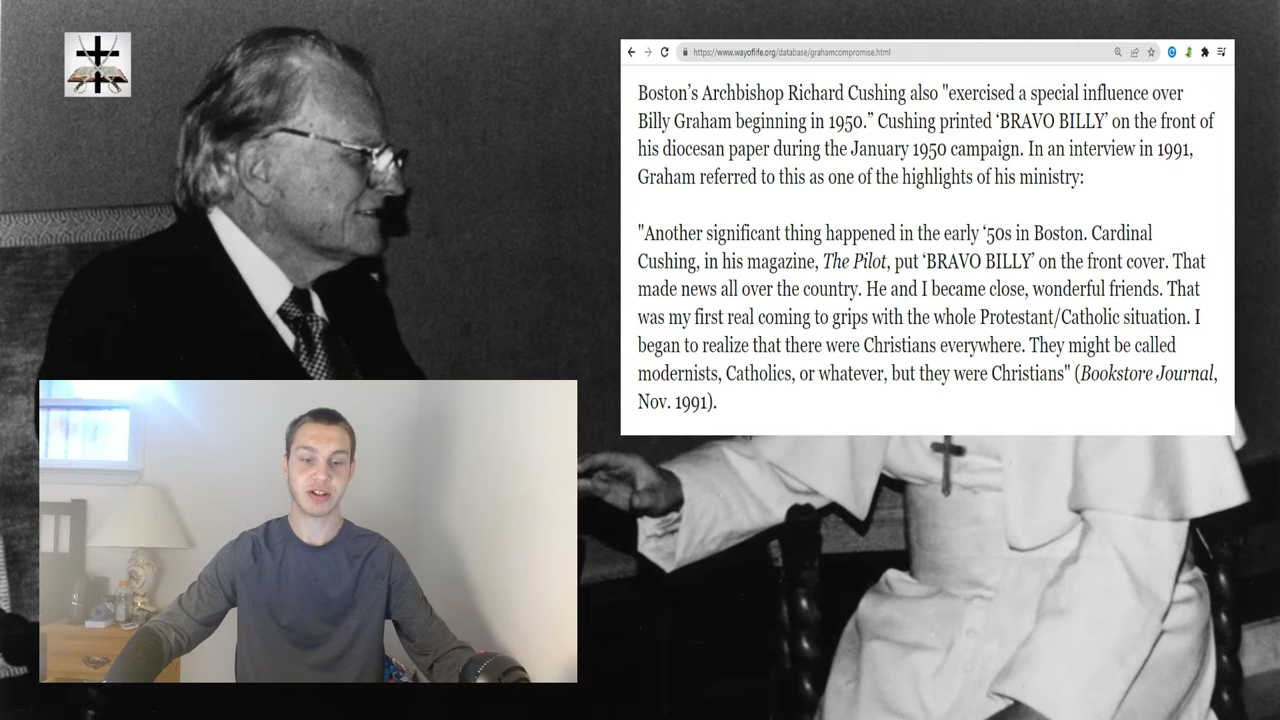 https://www.wayoflife.org/database/grahamcompromise.html
Boston’s Archbishop Richard Cushing also "exercised a special influence over
Billy Graham beginning in 1950.” Cushing printed ‘BRAVO BILLY’ on the front of
his diocesan paper during the January 1950 campaign. In an interview in 1991,
Graham referred to this as one of the highlights of his ministry:
"Another significant thing happened in the early ‘50s in Boston. Cardinal
Cushing, in his magazine, The Pilot, put ‘BRAVO BILLY’ on the front cover. That
made news all over the country. He and I became close, wonderful friends. That
was my first real coming to grips with the whole Protestant/Catholic situation. I
began to realize that there were Christians everywhere. They might be called
modernists, Catholics, or whatever, but they were Christians" (Bookstore Journal,
Nov. 1991).